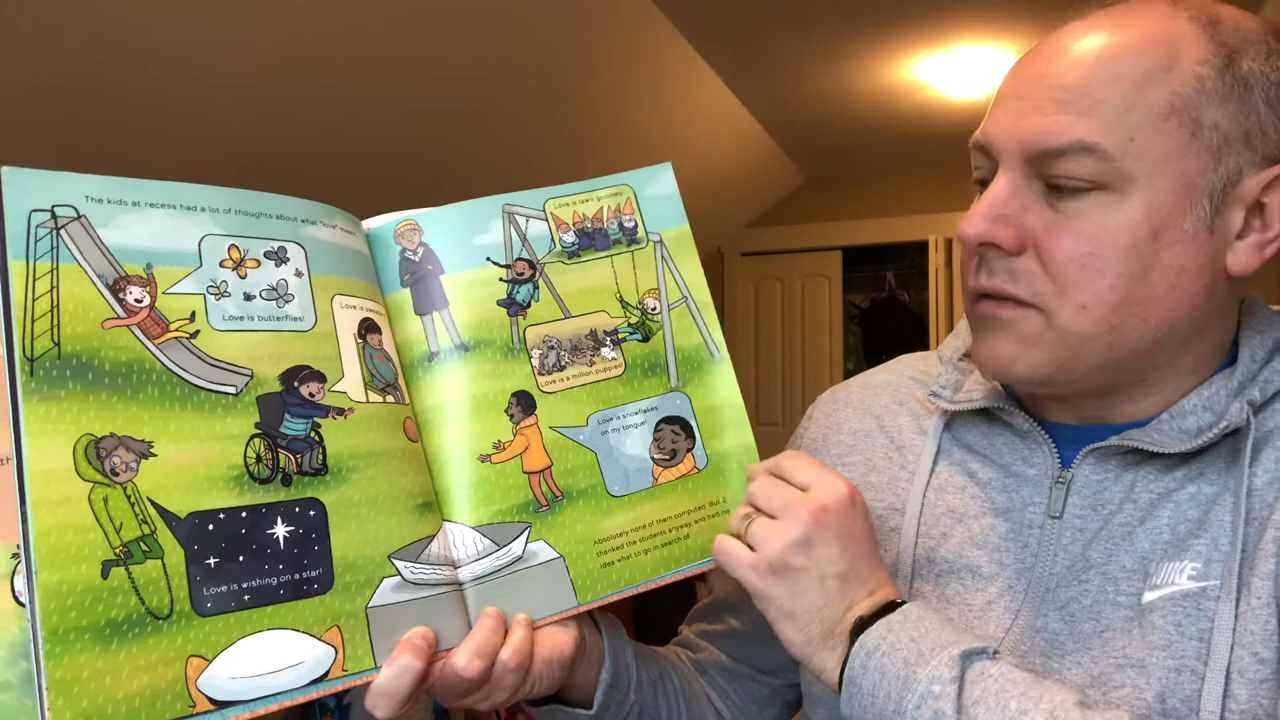 The kids at recess had a lot of thoughts about what "love"
Love is butterflies!
Love is
Love is wishing on a star!
Love is lawn gnomes!
Love is a million puppies!
Love is snowflakes
on my tongue!
Absolutely none of them computed. But
thanked the students anyway, and had no
idea what to go in search of
NIKE